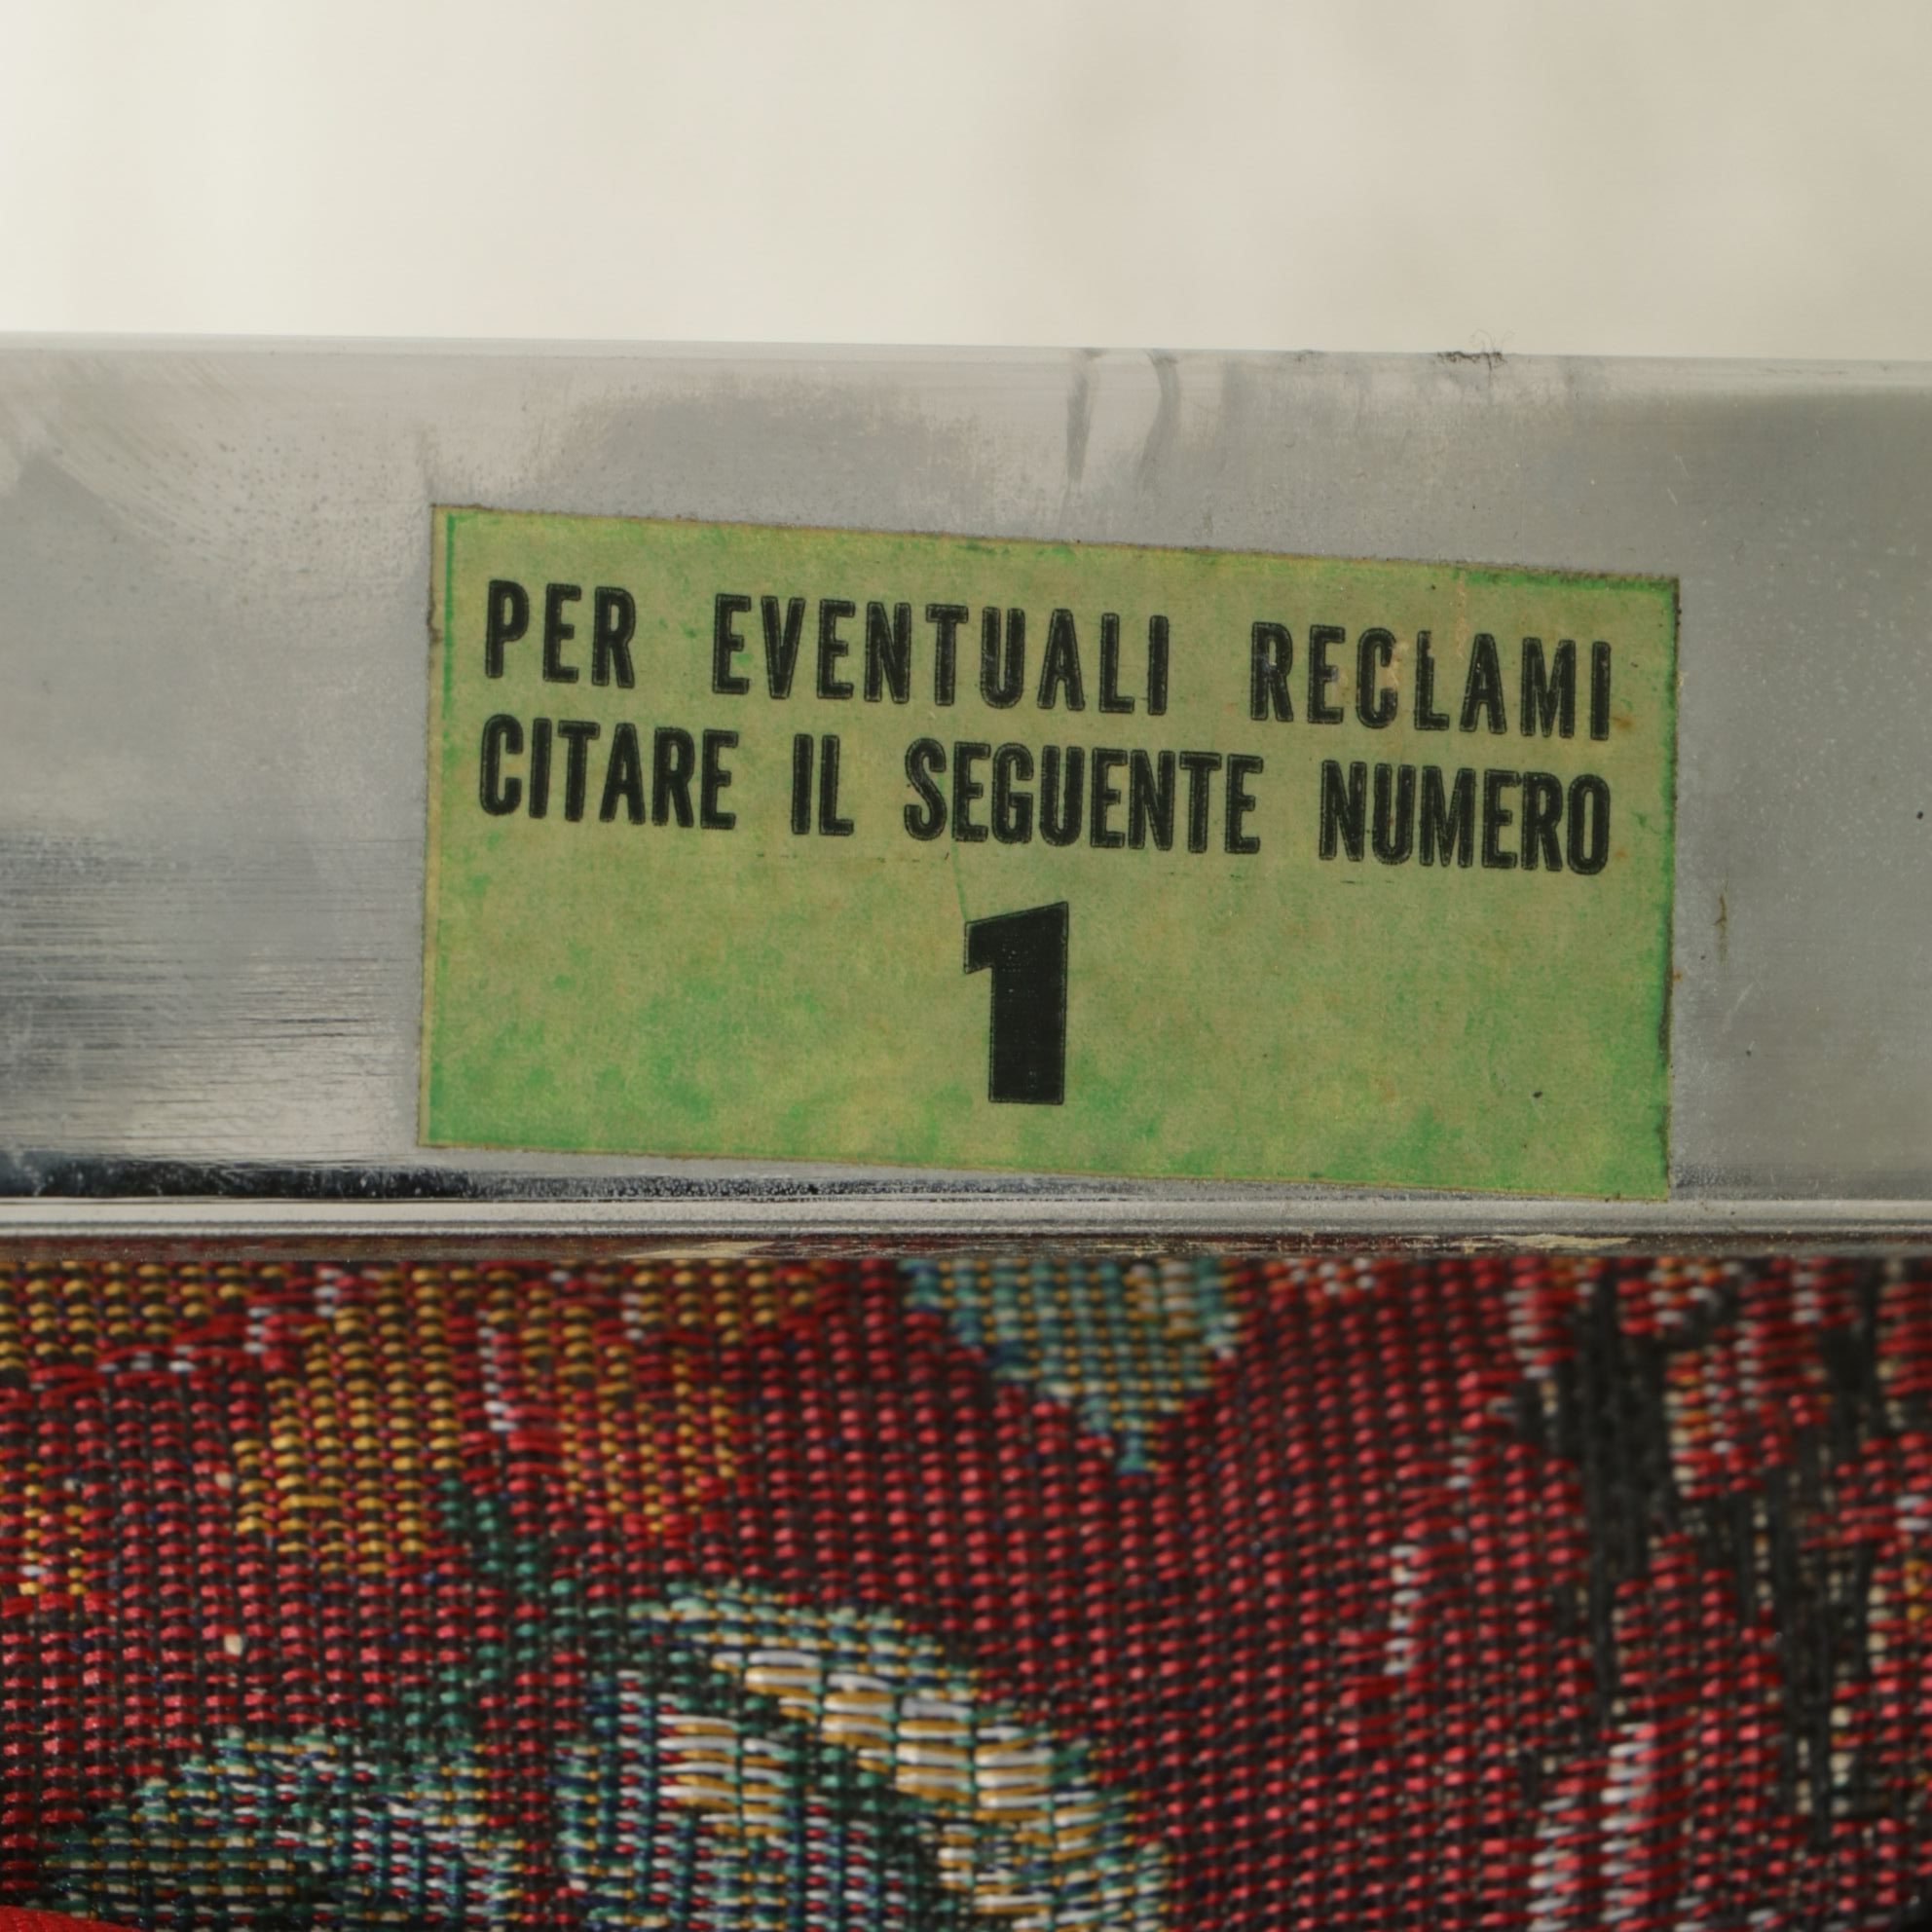 PER EVENTUALI RECLAMI
CITARE IL SEGUENTE NUMERO
1